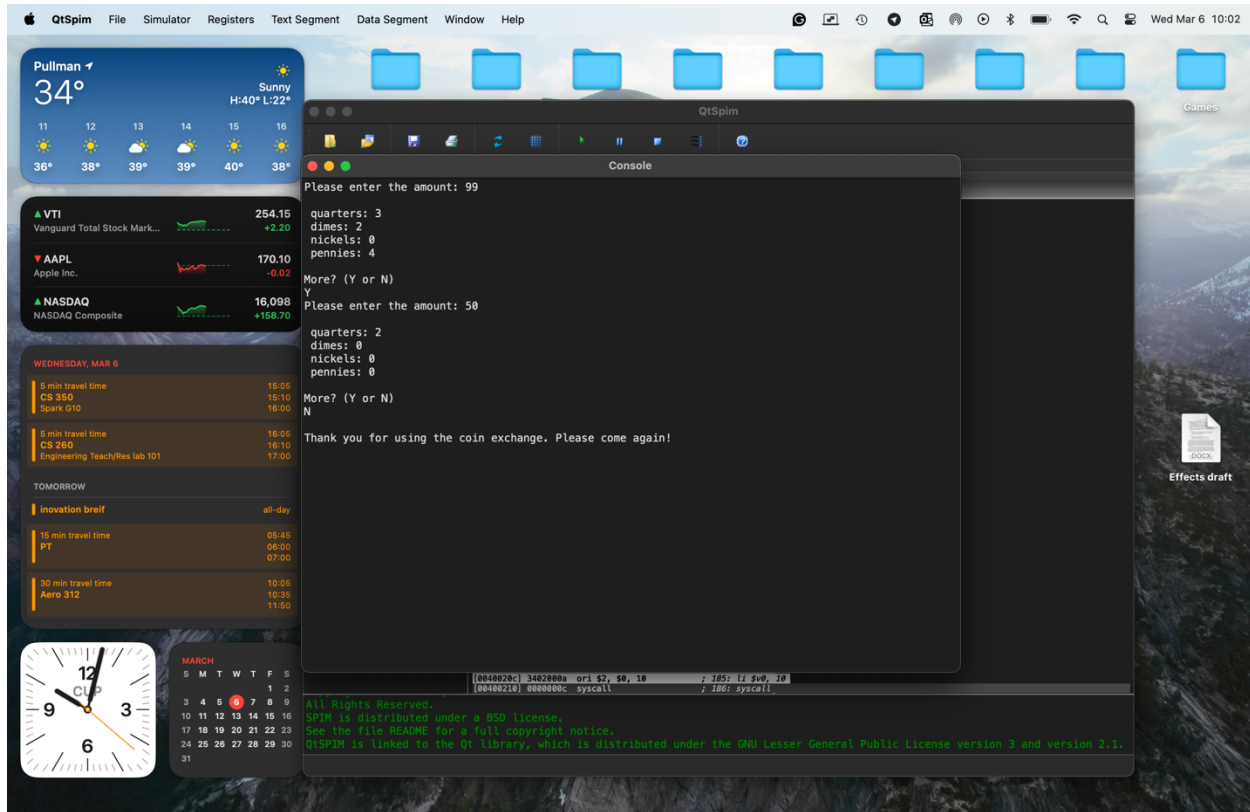 QtSpim File Simulator Registers Text Segment Data Segment Window Help Wed Mar 6 10:02
Pullman
34°
Sunny
H:40° L:22°
11 12 13 14 15 16
36° 38° 39° 39° 40° 38°
VTI 254.15
Vanguard Total Stock Mark... +2.20
AAPL 170.10
Apple Inc. -0.02
NASDAQ 16,098
NASDAQ Composite +158.70
WEDNESDAY, MAR 6
5 min travel time 15:05
CS 350 15:10
Spark G10 16:00
5 min travel time 16:05
CS 260 16:10
Engineering Teach/Res lab 101 17:00
TOMORROW
inovation breif all-day
15 min travel time 05:45
PT 06:00
07:00
30 min travel time 10:05
Aero 312 10:35
11:50
12
CUP
9 3
6
MARCH
S M T W T F S
1 2
3 4 5 6 7 8 9
10 11 12 13 14 15 16
17 18 19 20 21 22 23
24 25 26 27 28 29 30
31
QtSpim
Console
Please enter the amount: 99
quarters: 3
dimes: 2
nickels: 0
pennies: 4
More? (Y or N)
Y
Please enter the amount: 50
quarters: 2
dimes: 0
nickels: 0
pennies: 0
More? (Y or N)
N
Thank you for using the coin exchange. Please come again!
[0040020c] 3402000a ori $2, $0, 10 ; 185: li $v0, 10
[00400210] 0000000c syscall ; 186: syscall
All Rights Reserved.
SPIM is distributed under a BSD license.
See the file README for a full copyright notice.
QtSPIM is linked to the Qt library, which is distributed under the GNU Lesser General Public License version 3 and version 2.1.
Games
DOCX
Effects draft